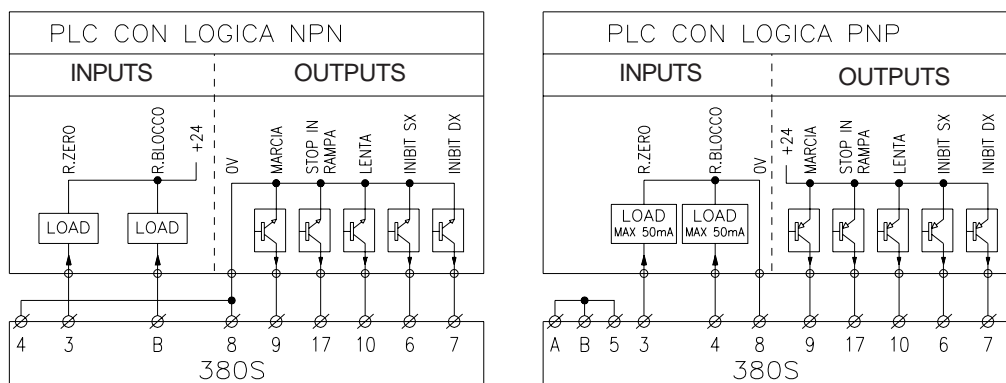 PLC CON LOGICA NPN
INPUTS
OUTPUTS
R.ZERO
R.BLOCCO
+24
0V
MARCIA
STOP IN
RAMPA
LENTA
INIBIT SX
INIBIT DX
LOAD
LOAD
4 3 B 8 9 17 10 6 7
380S
PLC CON LOGICA PNP
INPUTS
OUTPUTS
R.ZERO
R.BLOCCO
0V
+24
MARCIA
STOP IN
RAMPA
LENTA
INIBIT SX
INIBIT DX
LOAD
MAX 50mA
LOAD
MAX 50mA
A B 5 3 4 8 9 17 10 6 7
380S